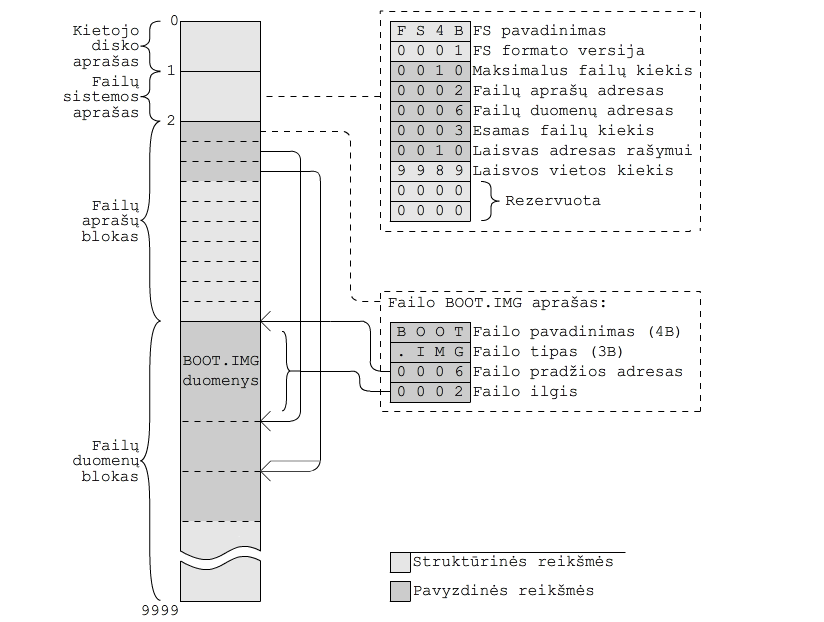 Kietojo
disko
aprašas
Failų
sistemos
aprašas
Failų
aprašų
blokas
Failų
duomenų
blokas
0
1
2
9999
BOOT.IMG
duomenys
F S 4 B FS pavadinimas
0 0 0 1 FS formato versija
0 0 1 0 Maksimalus failų kiekis
0 0 0 2 Failų aprašų adresas
0 0 0 6 Failų duomenų adresas
0 0 0 3 Esamas failų kiekis
0 0 1 0 Laisvas adresas rašymui
9 9 8 9 Laisvos vietos kiekis
0 0 0 0
0 0 0 0
Rezervuota
Failo BOOT.IMG aprašas:
B O O T Failo pavadinimas (4B)
. I M G Failo tipas (3B)
0 0 0 6 Failo pradžios adresas
0 0 0 2 Failo ilgis
Struktūrinės reikšmės
Pavyzdinės reikšmės